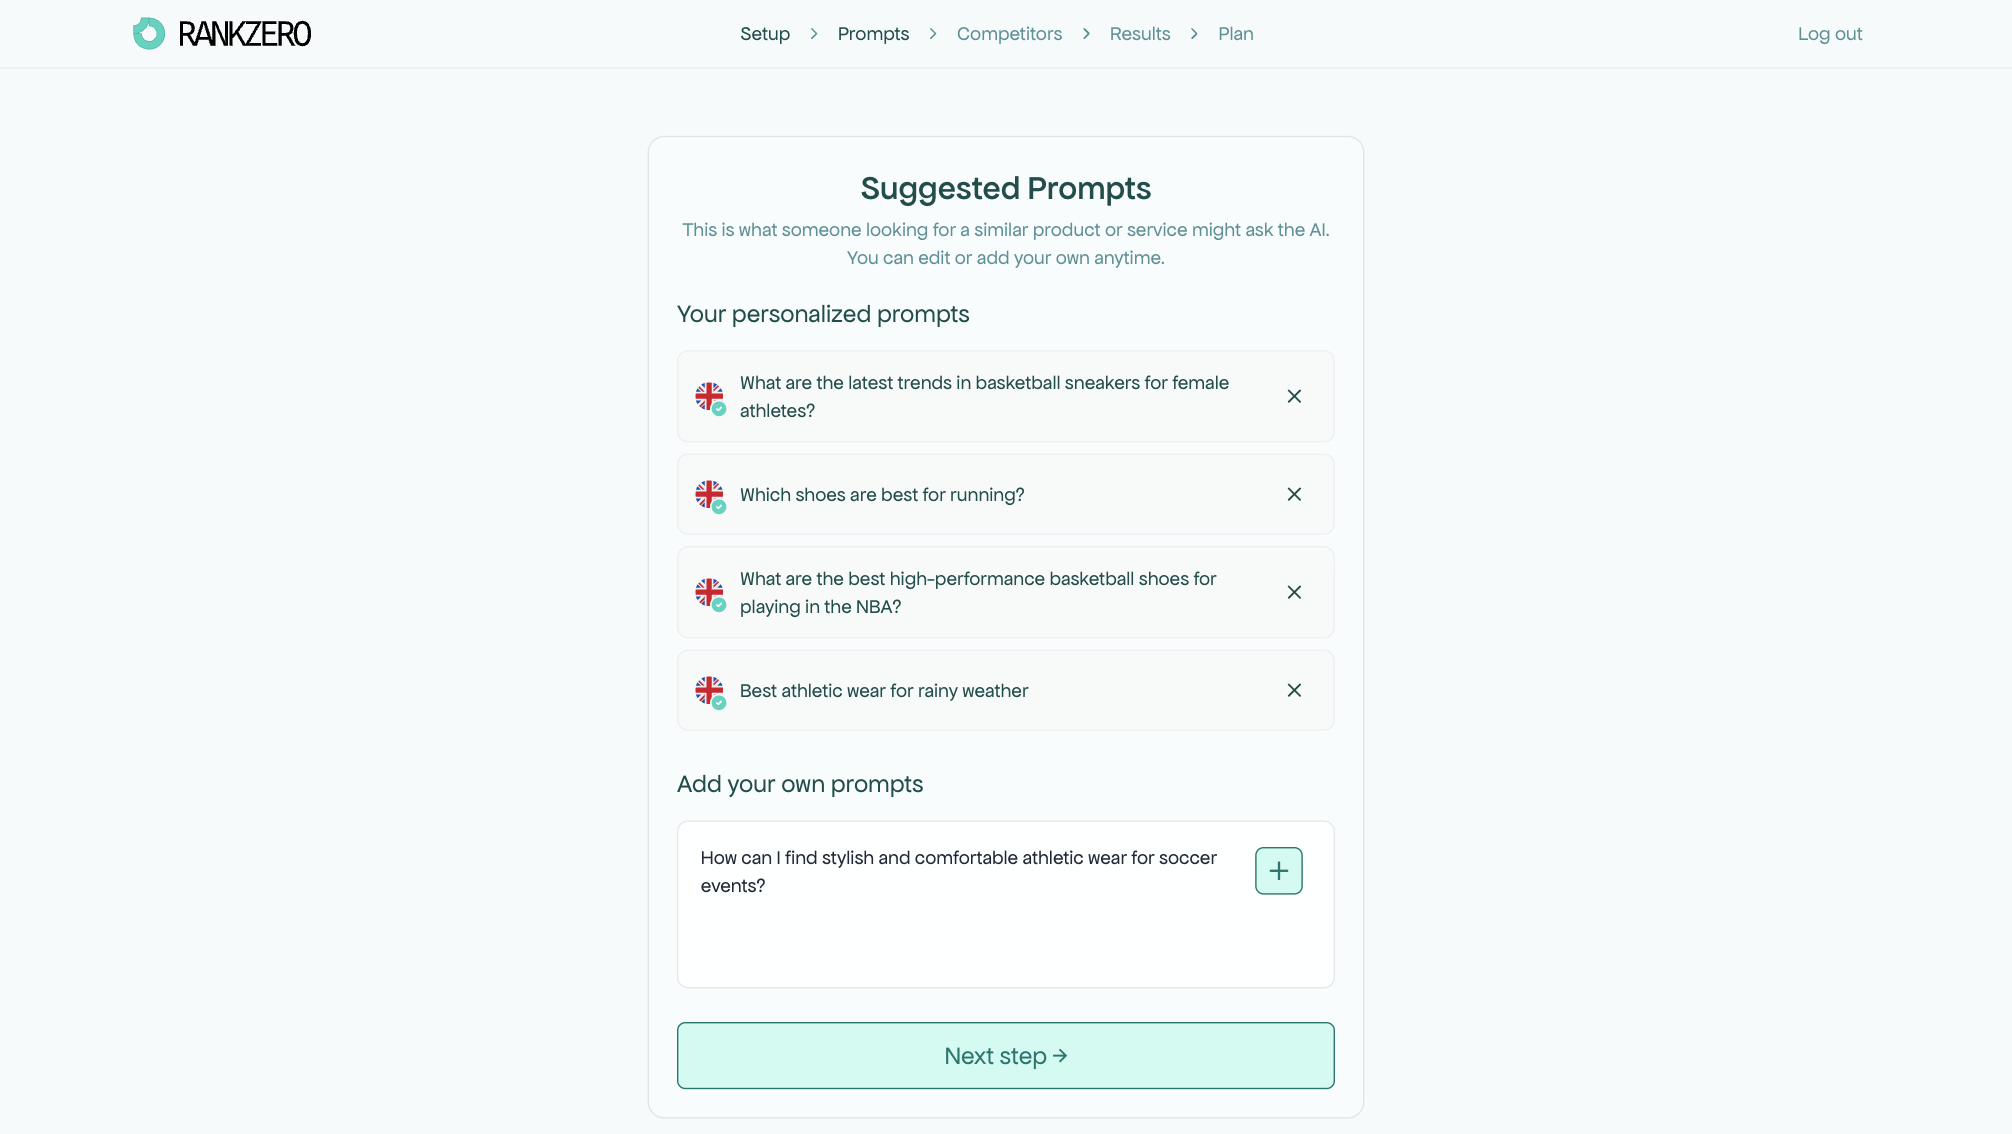 RANKZERO
Setup > Prompts > Competitors > Results > Plan
Log out
Suggested Prompts
This is what someone looking for a similar product or service might ask the AI.
You can edit or add your own anytime.
Your personalized prompts
What are the latest trends in basketball sneakers for female
athletes?
Which shoes are best for running?
What are the best high-performance basketball shoes for
playing in the NBA?
Best athletic wear for rainy weather
Add your own prompts
How can I find stylish and comfortable athletic wear for soccer
events?
Next step →